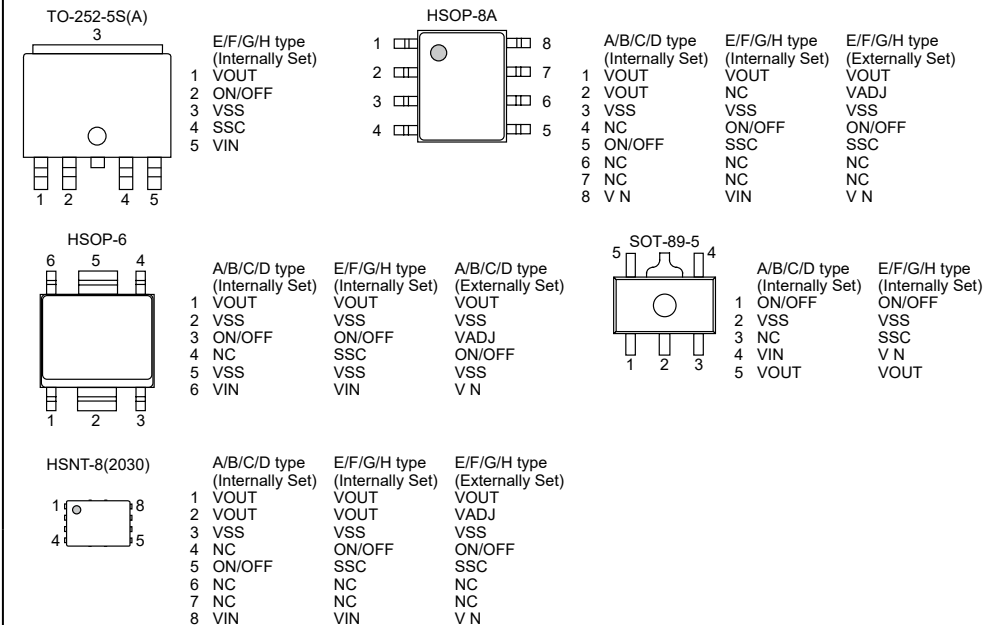 TO-252-5S(A)
3
1 2 4 5
E/F/G/H type
(Internally Set)
1 VOUT
2 ON/OFF
3 VSS
4 SSC
5 VIN
HSOP-8A
1 8
2 7
3 6
4 5
A/B/C/D type E/F/G/H type E/F/G/H type
(Internally Set) (Internally Set) (Externally Set)
1 VOUT VOUT VOUT
2 VOUT NC VADJ
3 VSS VSS VSS
4 NC ON/OFF ON/OFF
5 ON/OFF SSC SSC
6 NC NC NC
7 NC NC NC
8 V N VIN V N
HSOP-6
6 5 4
1 2 3
A/B/C/D type E/F/G/H type A/B/C/D type
(Internally Set) (Internally Set) (Externally Set)
1 VOUT VOUT VOUT
2 VSS VSS VSS
3 ON/OFF ON/OFF VADJ
4 NC SSC ON/OFF
5 VSS VSS VSS
6 VIN VIN V N
SOT-89-5
5 4
1 2 3
A/B/C/D type E/F/G/H type
(Internally Set) (Internally Set)
1 ON/OFF ON/OFF
2 VSS VSS
3 NC SSC
4 VIN V N
5 VOUT VOUT
HSNT-8(2030)
1 8
4 5
A/B/C/D type E/F/G/H type E/F/G/H type
(Internally Set) (Internally Set) (Externally Set)
1 VOUT VOUT VOUT
2 VOUT VOUT VADJ
3 VSS VSS VSS
4 NC ON/OFF ON/OFF
5 ON/OFF SSC SSC
6 NC NC NC
7 NC NC NC
8 VIN VIN V N